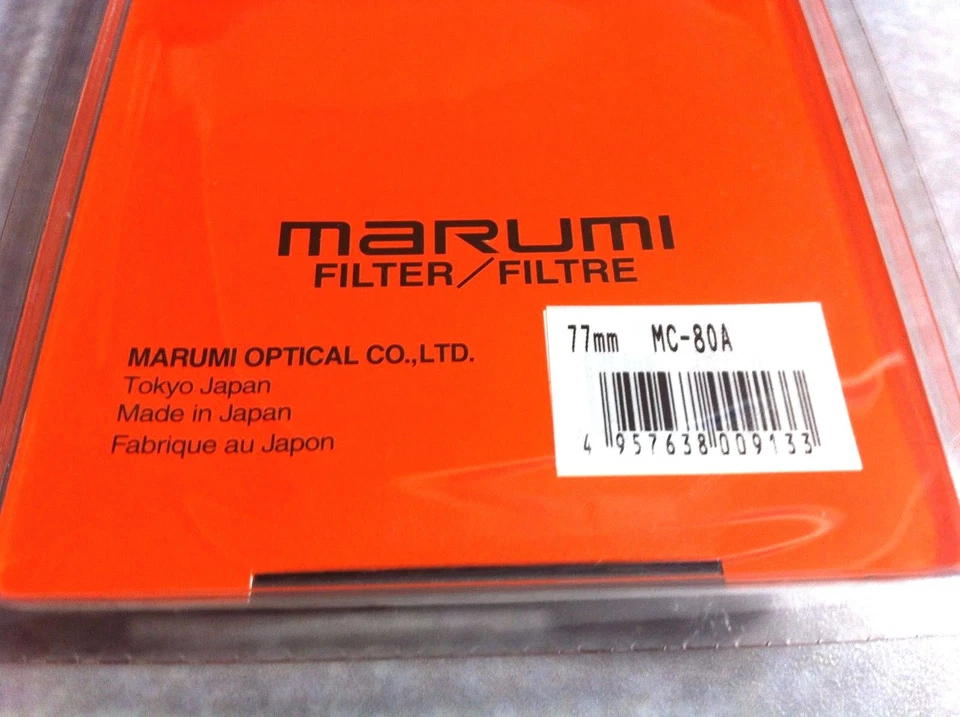 marumi
FILTER/FILTRE
77mm MC-80A
4 957638 009133
MARUMI OPTICAL CO.,LTD.
Tokyo Japan
Made in Japan
Fabrique au Japon